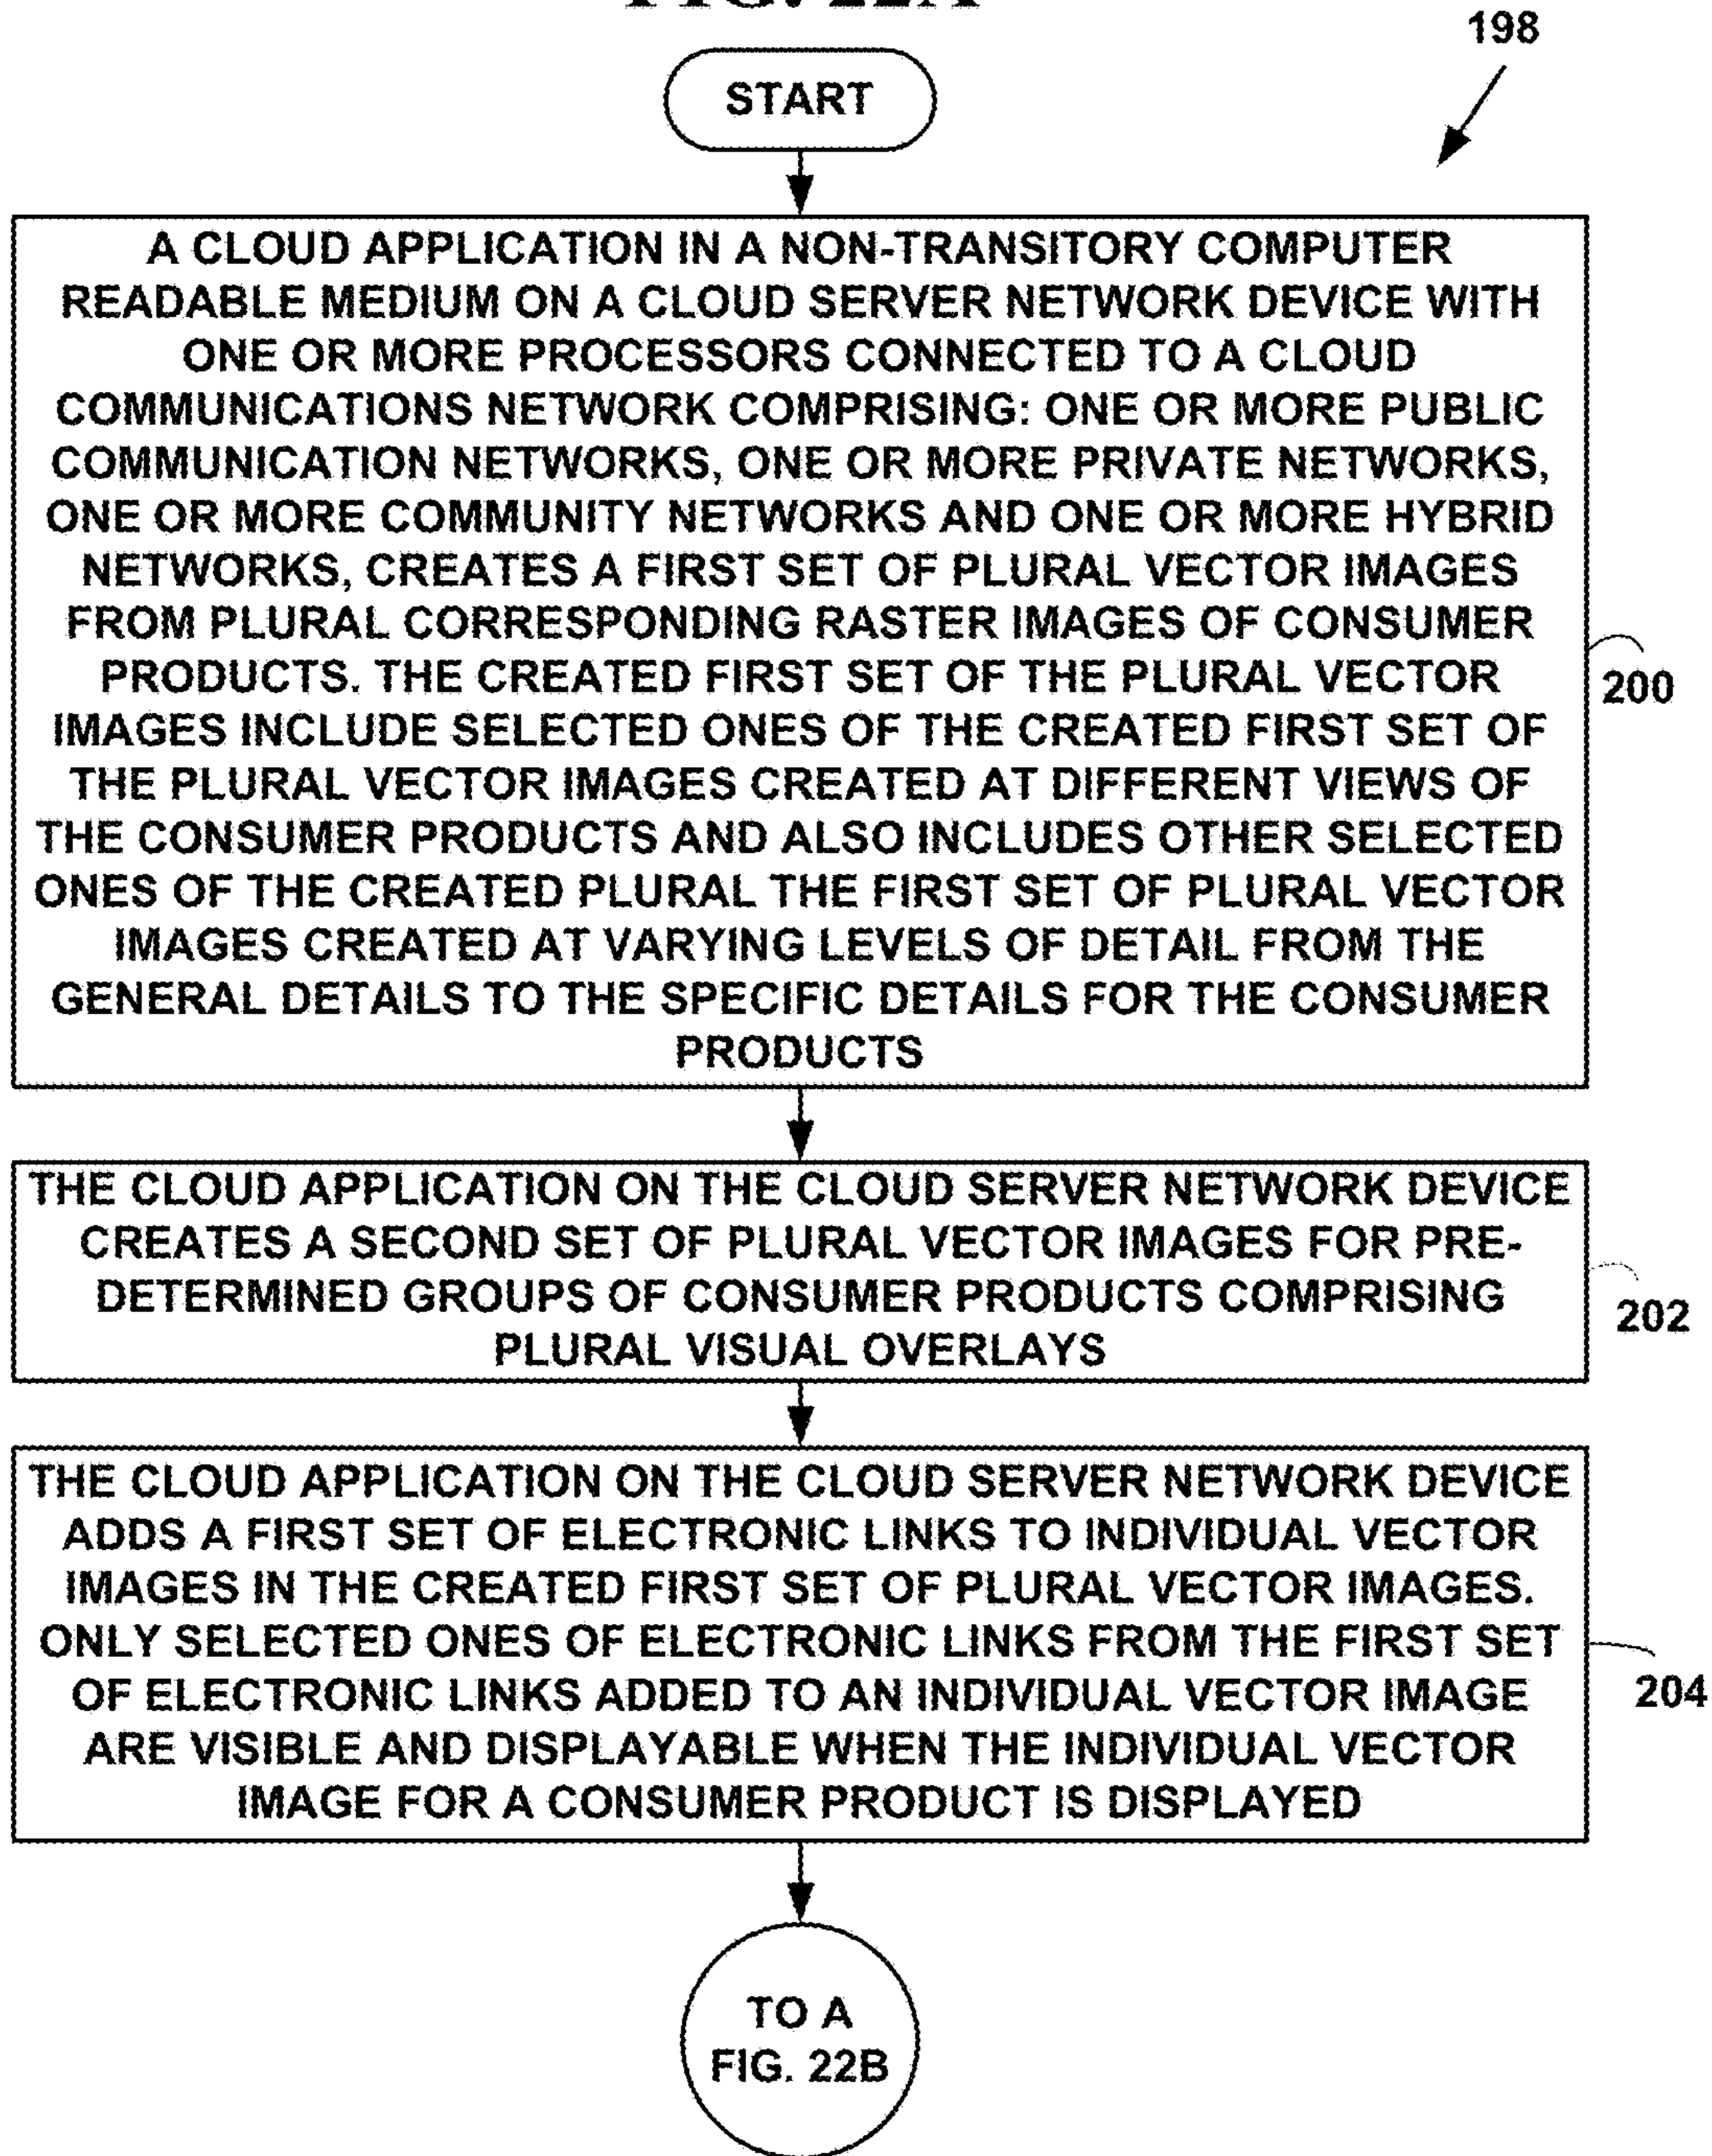 198
START
A CLOUD APPLICATION IN A NON-TRANSITORY COMPUTER
READABLE MEDIUM ON A CLOUD SERVER NETWORK DEVICE WITH
ONE OR MORE PROCESSORS CONNECTED TO A CLOUD
COMMUNICATIONS NETWORK COMPRISING: ONE OR MORE PUBLIC
COMMUNICATION NETWORKS, ONE OR MORE PRIVATE NETWORKS,
ONE OR MORE COMMUNITY NETWORKS AND ONE OR MORE HYBRID
NETWORKS, CREATES A FIRST SET OF PLURAL VECTOR IMAGES
FROM PLURAL CORRESPONDING RASTER IMAGES OF CONSUMER
PRODUCTS. THE CREATED FIRST SET OF THE PLURAL VECTOR
IMAGES INCLUDE SELECTED ONES OF THE CREATED FIRST SET OF
THE PLURAL VECTOR IMAGES CREATED AT DIFFERENT VIEWS OF
THE CONSUMER PRODUCTS AND ALSO INCLUDES OTHER SELECTED
ONES OF THE CREATED PLURAL THE FIRST SET OF PLURAL VECTOR
IMAGES CREATED AT VARYING LEVELS OF DETAIL FROM THE
GENERAL DETAILS TO THE SPECIFIC DETAILS FOR THE CONSUMER
PRODUCTS
200
THE CLOUD APPLICATION ON THE CLOUD SERVER NETWORK DEVICE
CREATES A SECOND SET OF PLURAL VECTOR IMAGES FOR PRE-
DETERMINED GROUPS OF CONSUMER PRODUCTS COMPRISING
PLURAL VISUAL OVERLAYS
202
THE CLOUD APPLICATION ON THE CLOUD SERVER NETWORK DEVICE
ADDS A FIRST SET OF ELECTRONIC LINKS TO INDIVIDUAL VECTOR
IMAGES IN THE CREATED FIRST SET OF PLURAL VECTOR IMAGES.
ONLY SELECTED ONES OF ELECTRONIC LINKS FROM THE FIRST SET
OF ELECTRONIC LINKS ADDED TO AN INDIVIDUAL VECTOR IMAGE
ARE VISIBLE AND DISPLAYABLE WHEN THE INDIVIDUAL VECTOR
IMAGE FOR A CONSUMER PRODUCT IS DISPLAYED
204
TO A
FIG. 22B